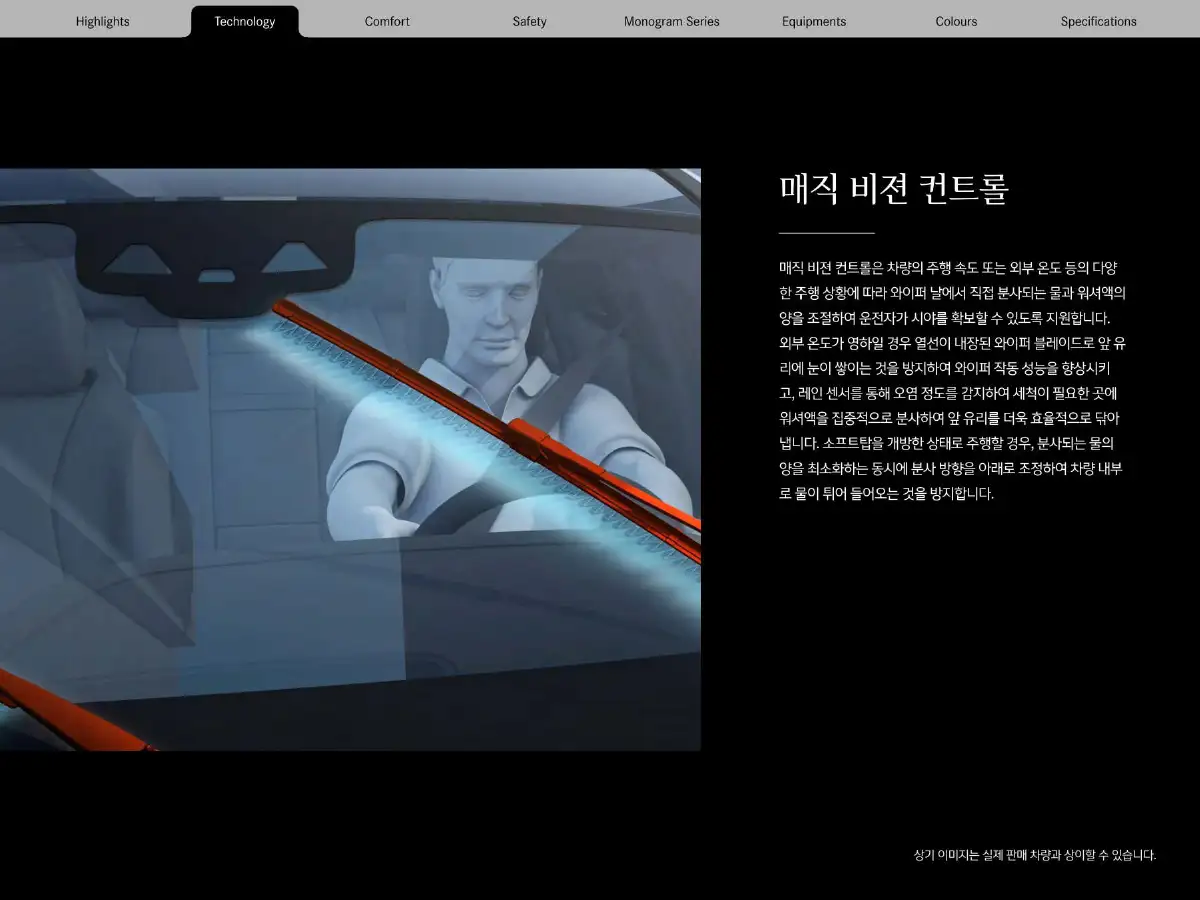 Highlights
Technology
Comfort
Safety
Monogram Series
Equipments
Colours
Specifications
매직 비젼 컨트롤
매직 비젼 컨트롤은 차량의 주행 속도 또는 외부 온도 등의 다양
한 주행 상황에 따라 와이퍼 날에서 직접 분사되는 물과 워셔액의
양을 조절하여 운전자가 시야를 확보할 수 있도록 지원합니다.
외부 온도가 영하일 경우 열선이 내장된 와이퍼 블레이드로 앞 유
리에 눈이 쌓이는 것을 방지하여 와이퍼 작동 성능을 향상시키
고, 레인 센서를 통해 오염 정도를 감지하여 세척이 필요한 곳에
워셔액을 집중적으로 분사하여 앞 유리를 더욱 효율적으로 닦아
냅니다. 소프트탑을 개방한 상태로 주행할 경우, 분사되는 물의
양을 최소화하는 동시에 분사 방향을 아래로 조정하여 차량 내부
로 물이 튀어 들어오는 것을 방지합니다.
상기 이미지는 실제 판매 차량과 상이할 수 있습니다.